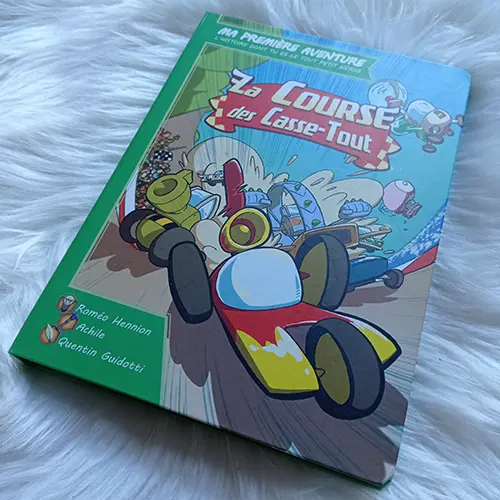 MA PREMIÈRE AVENTURE
L'HISTOIRE DONT TU ES LE TOUT PETIT HÉROS
La COURSE
des Casse-Tout
Roméo Hennion
Achile
Quentin Guidotti